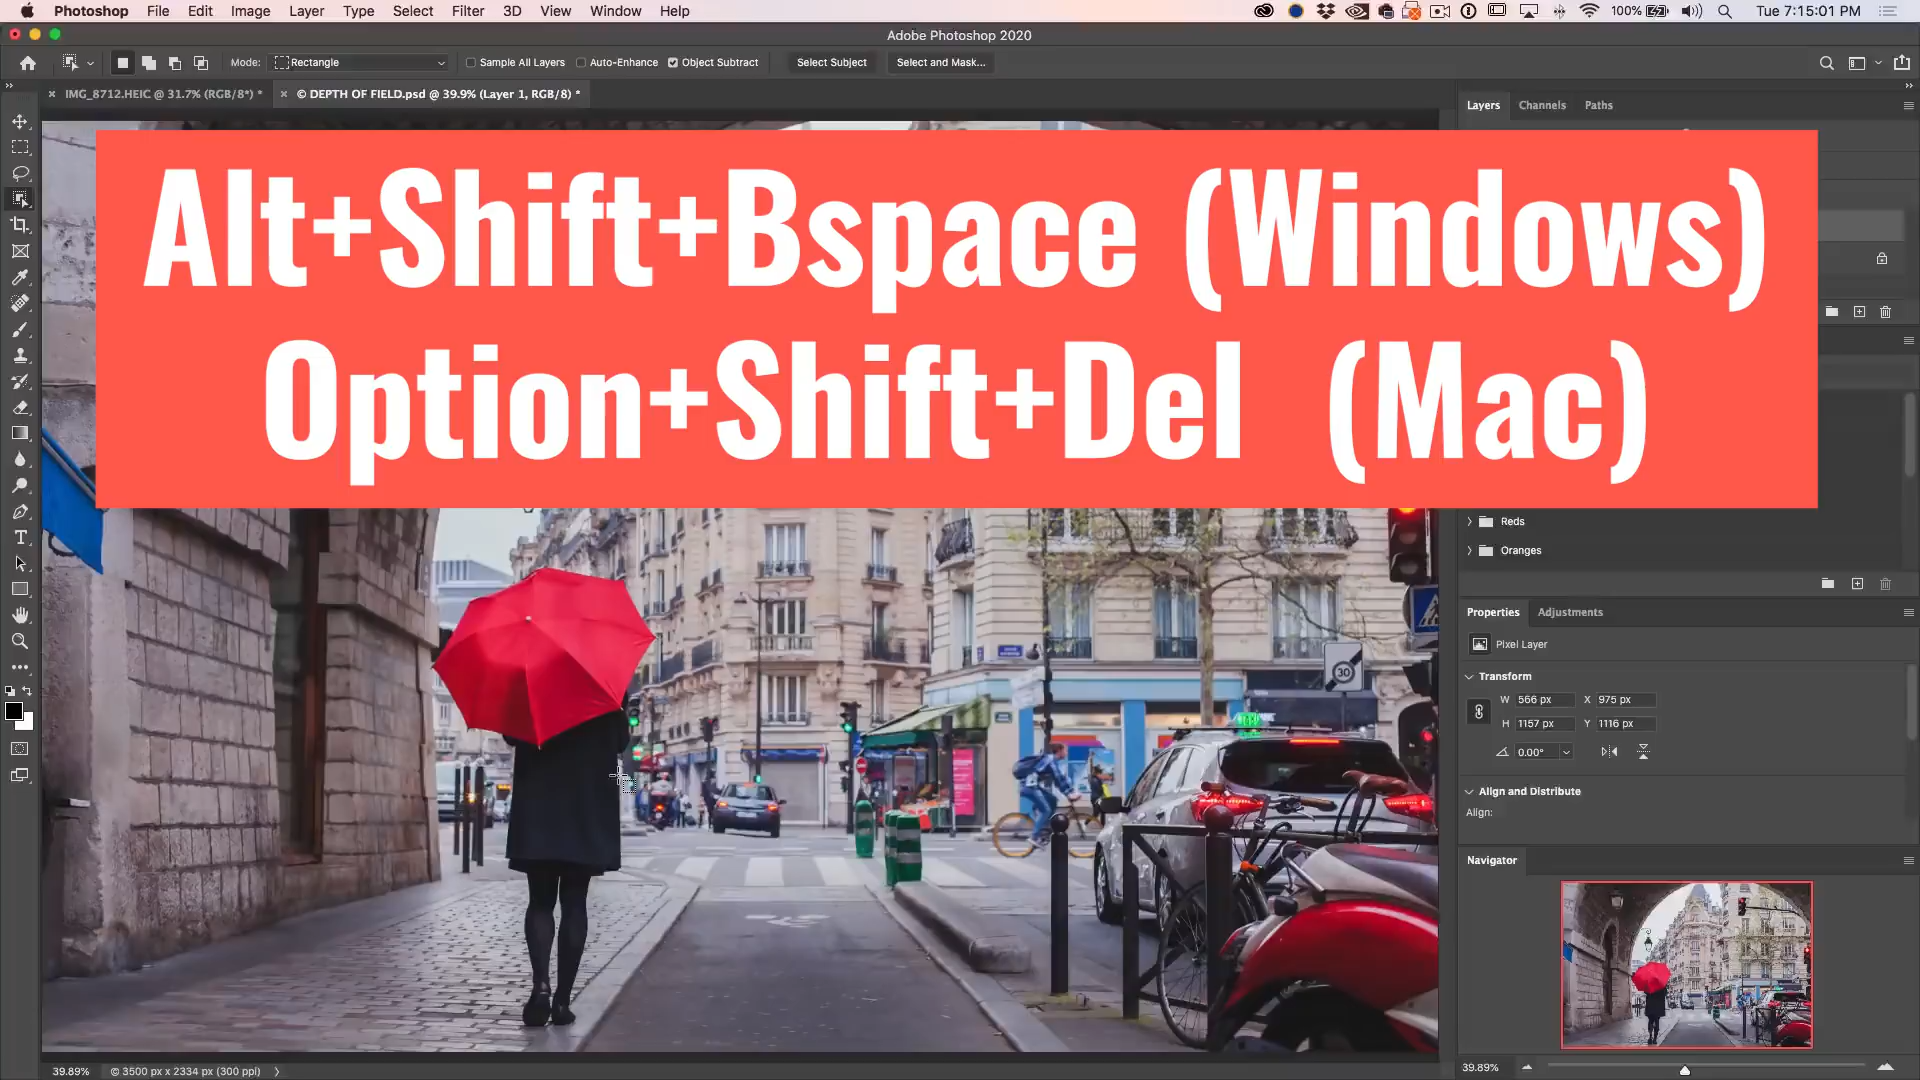 Photoshop File Edit Image Layer Type Select Filter 3D View Window Help 100% Tue 7:15:01 PM
Adobe Photoshop 2020
Mode: Rectangle Sample All Layers Auto-Enhance Object Subtract Select Subject Select and Mask...
IMG_8712.HEIC @ 31.7% (RGB/8*) * © DEPTH OF FIELD.psd @ 39.9% (Layer 1, RGB/8) *
Layers Channels Paths
Alt+Shift+Bspace (Windows)
Option+Shift+Del (Mac)
Reds
Oranges
Properties Adjustments
Pixel Layer
Transform
W 566 px X 975 px
H 1157 px Y 1116 px
0.00°
Align and Distribute
Align:
Navigator
30
39.89% © 3500 px x 2334 px (300 ppi) 39.89%